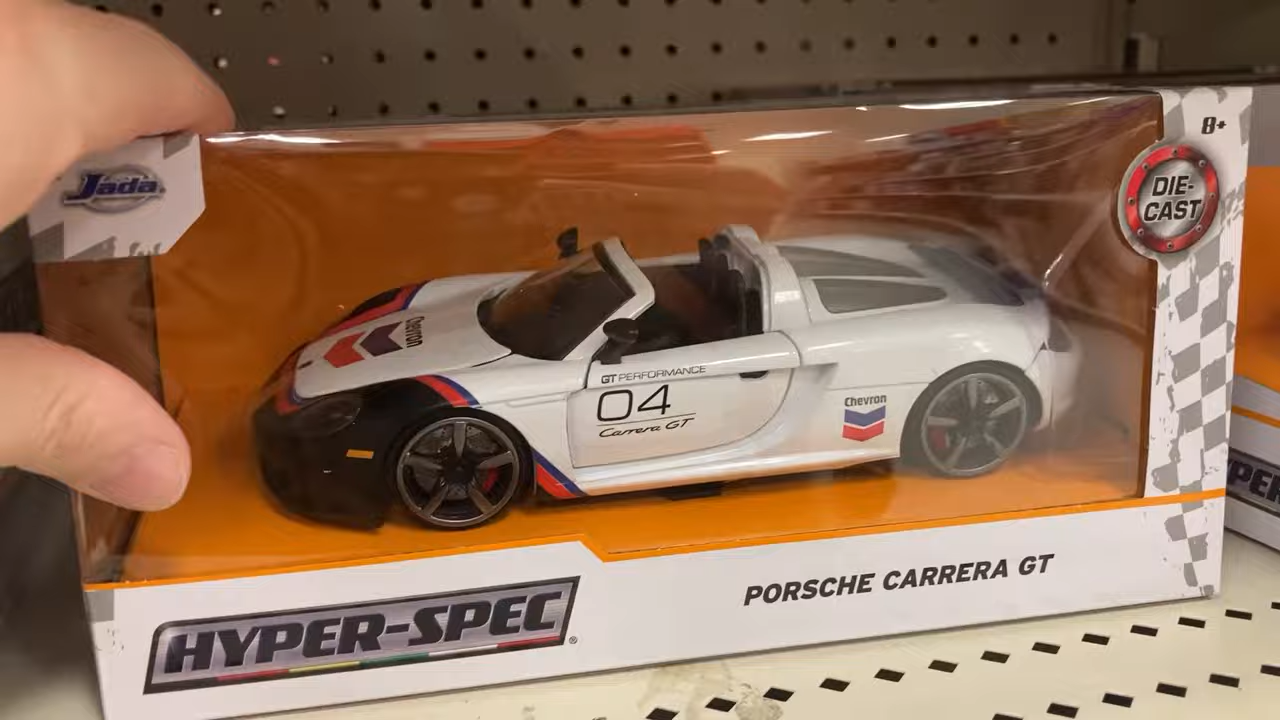 Jada
8+
DIE-
CAST
Chevron
GT PERFORMANCE
04
Carrera GT
Chevron
HYPER-SPEC®
PORSCHE CARRERA GT